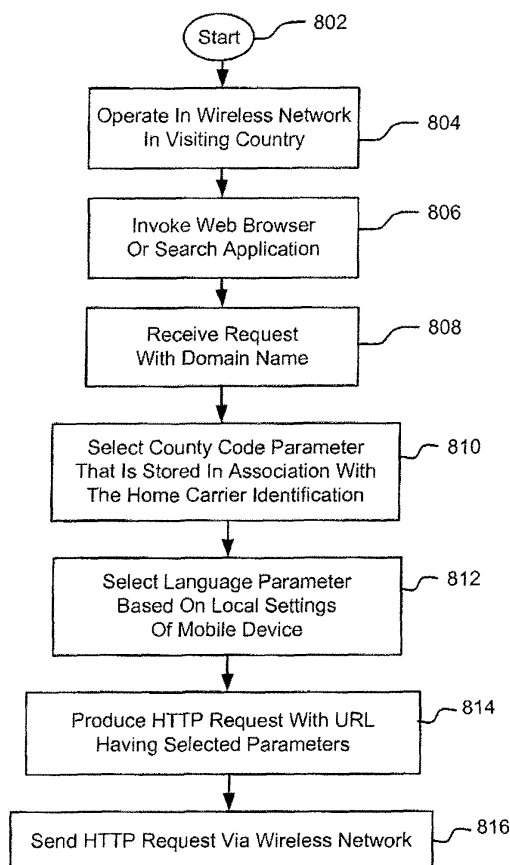 Start
802
Operate In Wireless Network
In Visiting Country
804
Invoke Web Browser
Or Search Application
806
Receive Request
With Domain Name
808
Select County Code Parameter
That Is Stored In Association With
The Home Carrier Identification
810
Select Language Parameter
Based On Local Settings
Of Mobile Device
812
Produce HTTP Request With URL
Having Selected Parameters
814
Send HTTP Request Via Wireless Network
816